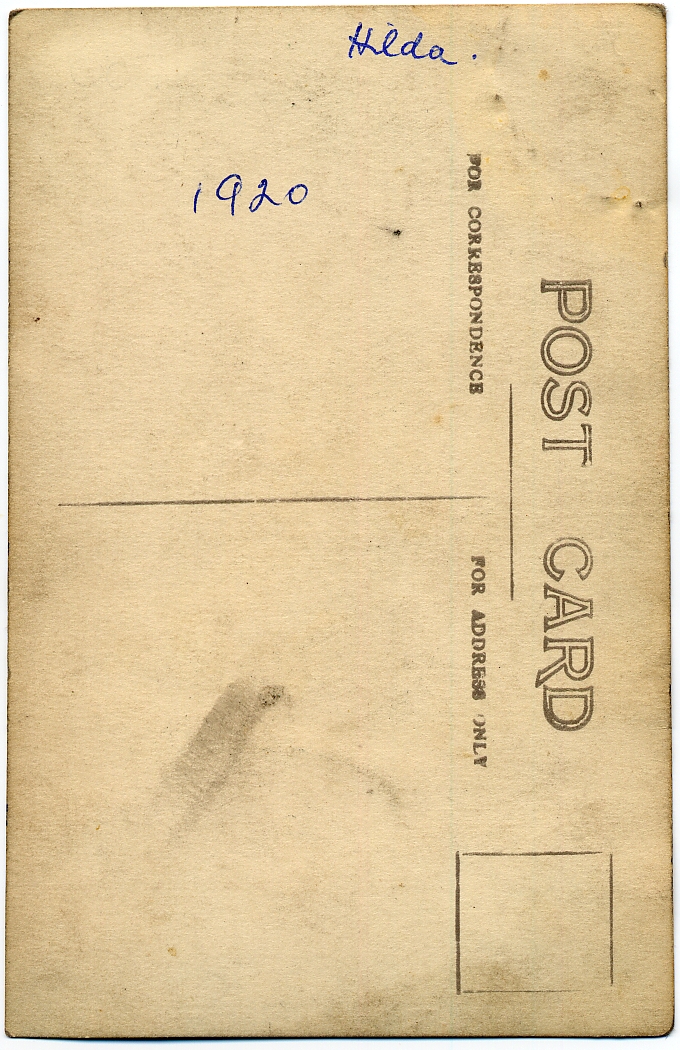 Hilda.
1920
POST CARD
FOR CORRESPONDENCE
FOR ADDRESS ONLY